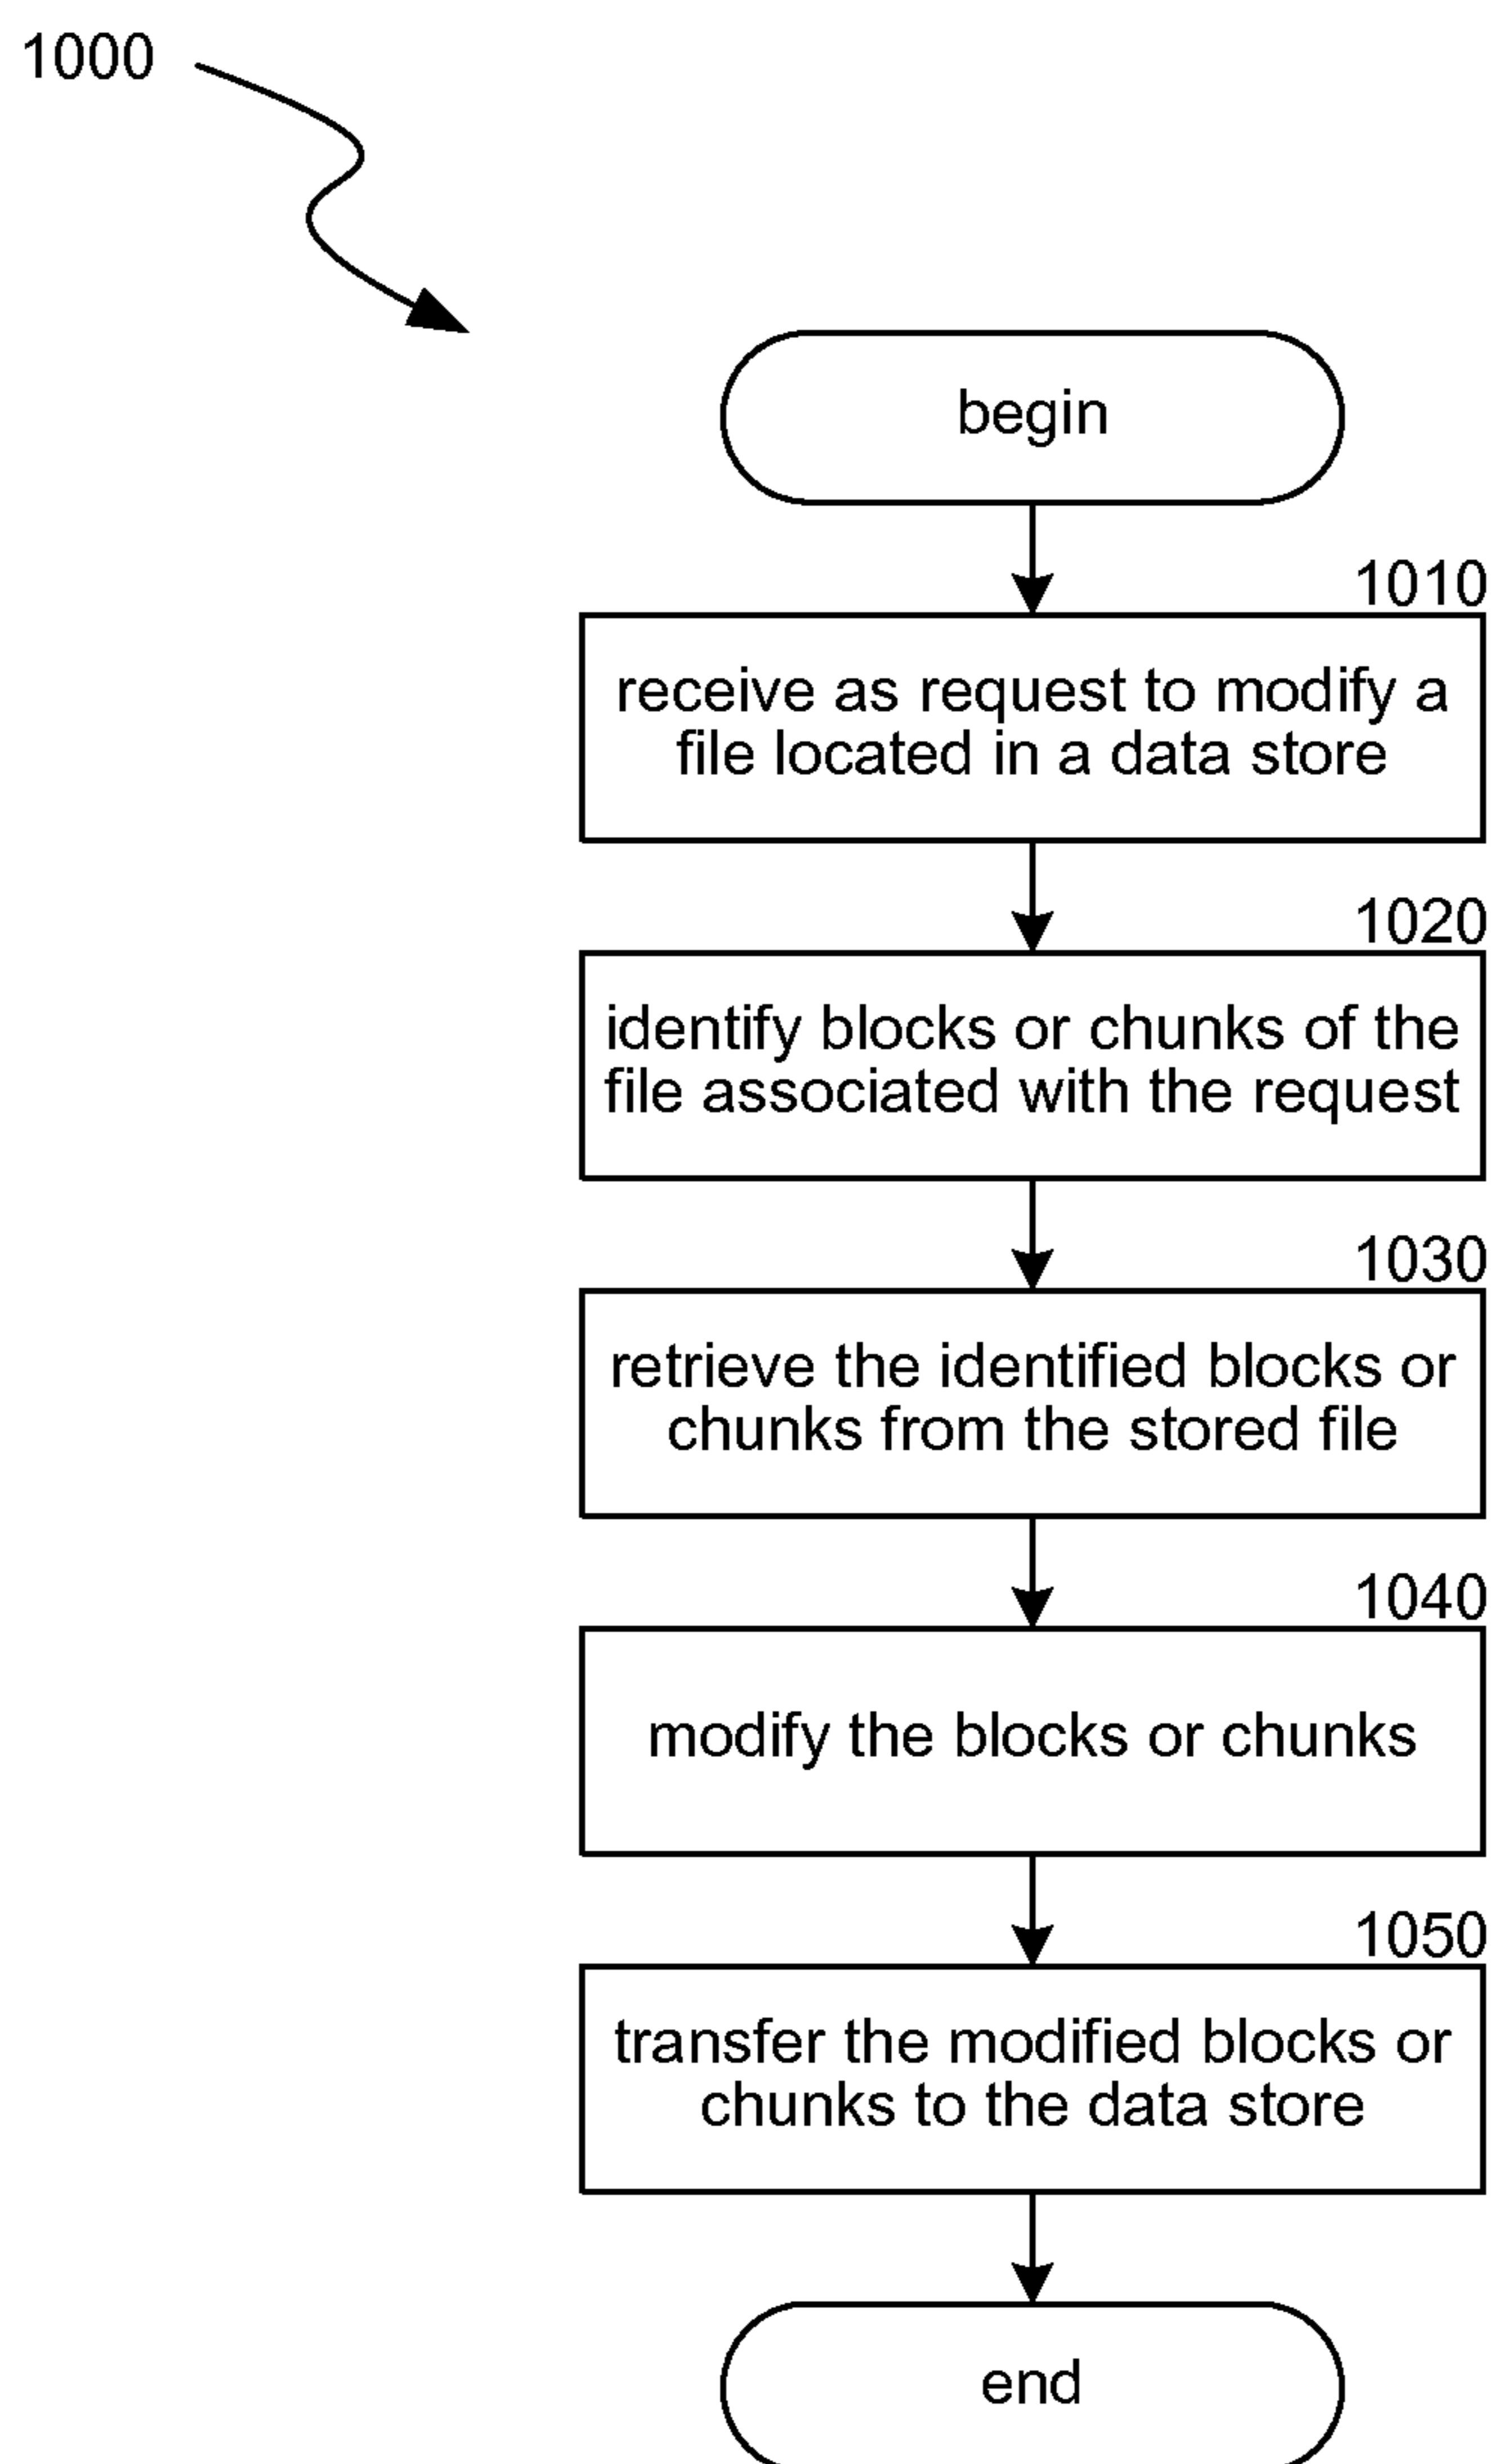 1000
begin
1010
receive as request to modify a
file located in a data store
1020
identify blocks or chunks of the
file associated with the request
1030
retrieve the identified blocks or
chunks from the stored file
1040
modify the blocks or chunks
1050
transfer the modified blocks or
chunks to the data store
end